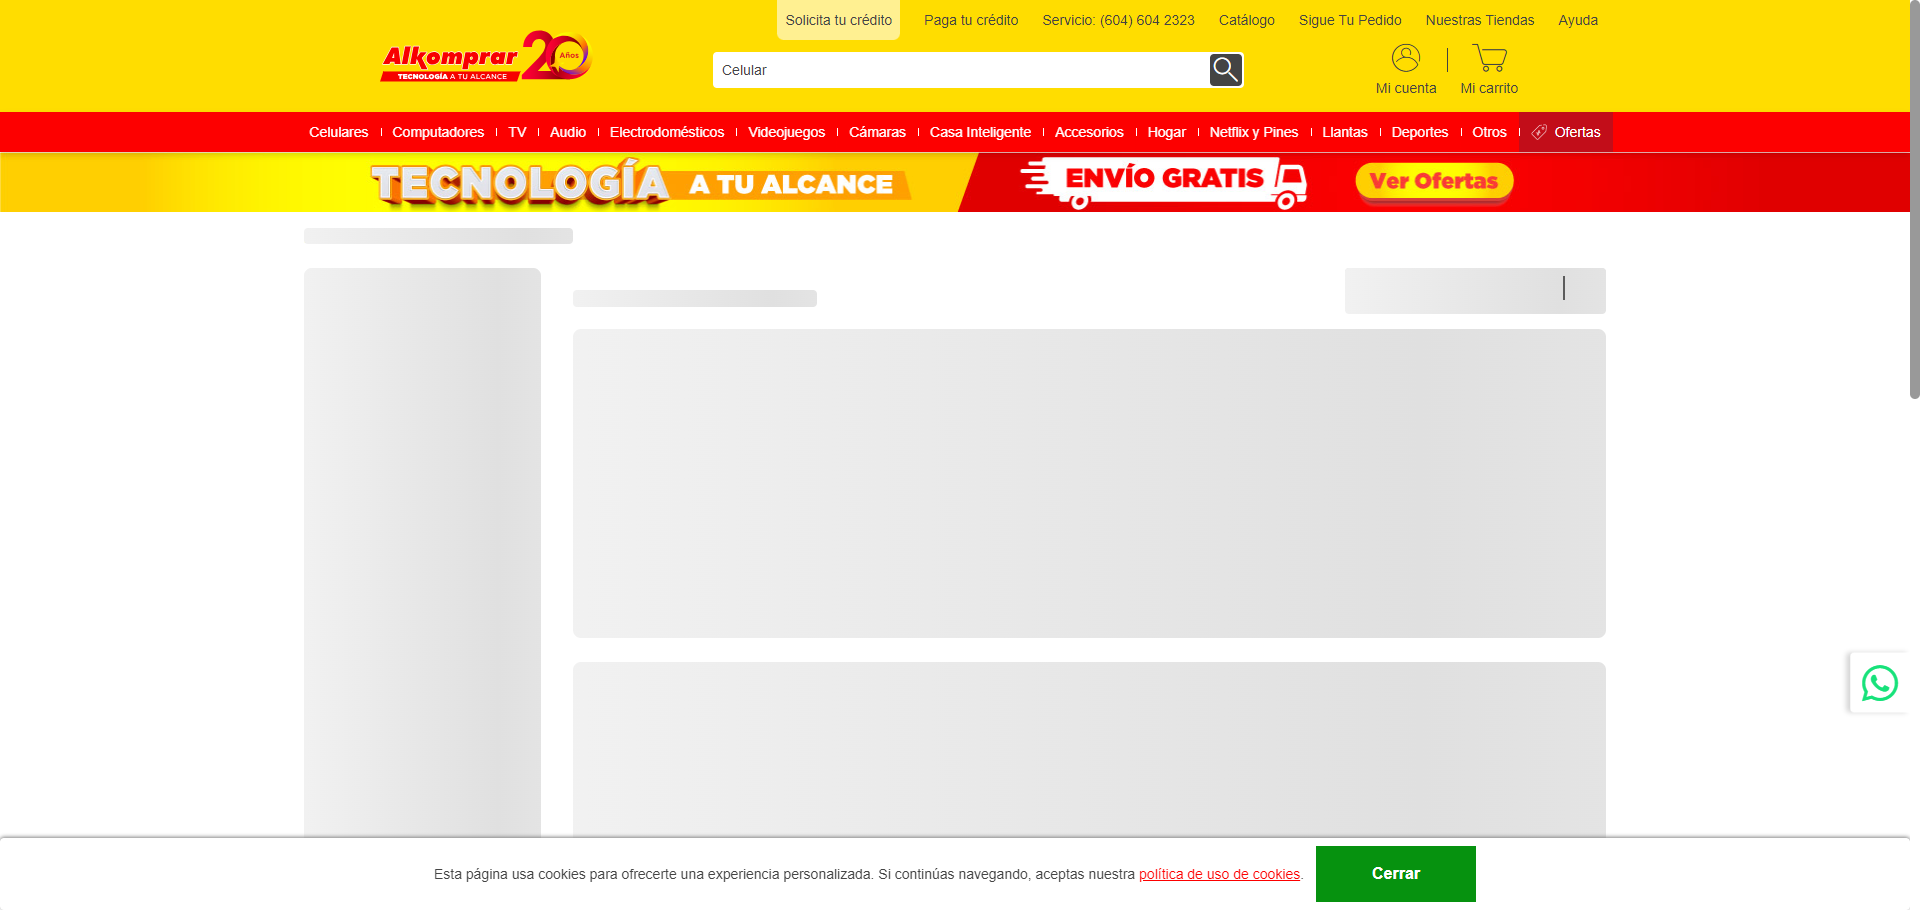 Solicita tu crédito Paga tu crédito Servicio: (604) 604 2323 Catálogo Sigue Tu Pedido Nuestras Tiendas Ayuda
Alkomprar 20 Años
TECNOLOGÍA A TU ALCANCE
Celular
Mi cuenta Mi carrito
Celulares Computadores TV Audio Electrodomésticos Videojuegos Cámaras Casa Inteligente Accesorios Hogar Netflix y Pines Llantas Deportes Otros Ofertas
TECNOLOGÍA A TU ALCANCE ENVÍO GRATIS Ver Ofertas
Esta página usa cookies para ofrecerte una experiencia personalizada. Si continúas navegando, aceptas nuestra política de uso de cookies. Cerrar